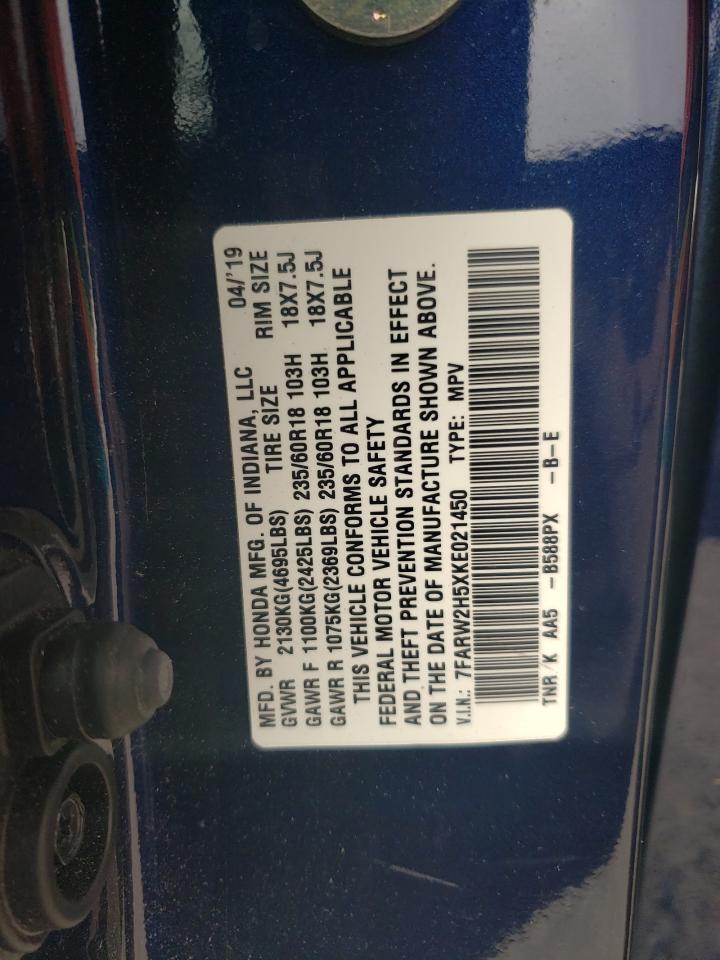 MFD. BY HONDA MFG. OF INDIANA, LLC 04/'19
GVWR 2130KG(4695LBS) TIRE SIZE RIM SIZE
GAWR F 1100KG(2425LBS) 235/60R18 103H 18X7.5J
GAWR R 1075KG(2369LBS) 235/60R18 103H 18X7.5J
THIS VEHICLE CONFORMS TO ALL APPLICABLE
FEDERAL MOTOR VEHICLE SAFETY
AND THEFT PREVENTION STANDARDS IN EFFECT
ON THE DATE OF MANUFACTURE SHOWN ABOVE.
V.I.N.: 7FARW2H5XKE021450 TYPE: MPV
TNR/K AA5 -B588PX -B-E